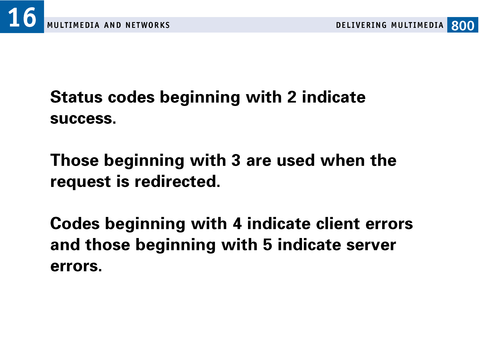 16
MULTIMEDIA AND NETWORKS
DELIVERING MULTIMEDIA
800
Status codes beginning with 2 indicate
success.
Those beginning with 3 are used when the
request is redirected.
Codes beginning with 4 indicate client errors
and those beginning with 5 indicate server
errors.